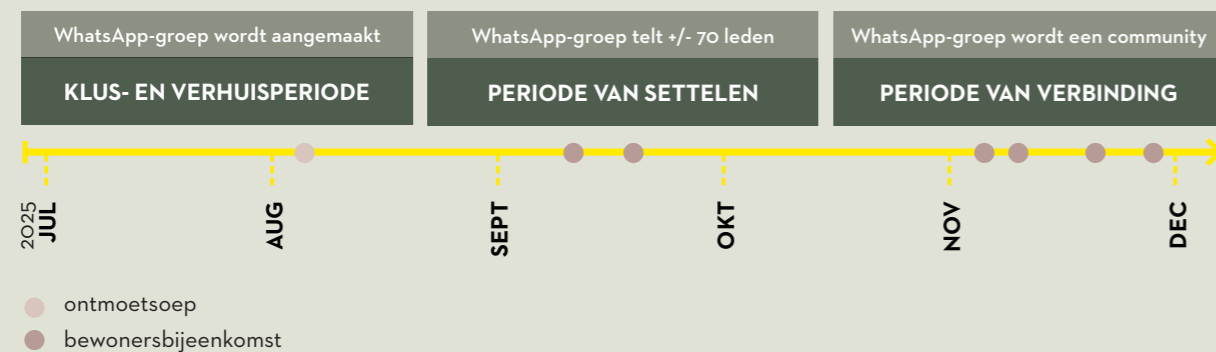 WhatsApp-groep wordt aangemaakt
KLUS- EN VERHUISPERIODE
WhatsApp-groep telt +/- 70 leden
PERIODE VAN SETTELEN
WhatsApp-groep wordt een community
PERIODE VAN VERBINDING
2025
JUL
AUG
SEPT
OKT
NOV
DEC
ontmoetsoep
bewonersbijeenkomst